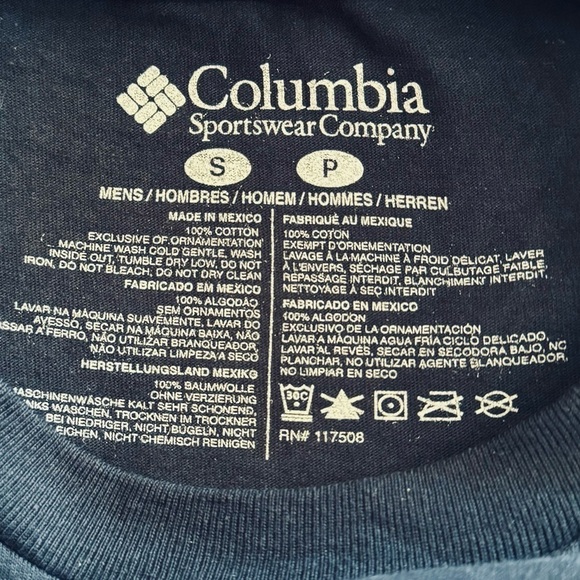 Columbia
Sportswear Company
S P
MENS / HOMBRES / HOMEM / HOMMES / HERREN
MADE IN MEXICO
100% COTTON
EXCLUSIVE OF ORNAMENTATION
MACHINE WASH COLD GENTLE, WASH
INSIDE OUT, TUMBLE DRY LOW, DO NOT
IRON, DO NOT BLEACH, DO NOT DRY CLEAN
FABRICADO EM MEXICO
100% ALGODÃO
SEM ORNAMENTOS
LAVAR NA MÁQUINA SUAVEMENTE, LAVAR DO
AVESSO, SECAR NA MÁQUINA BAIXA, NÃO
A FERRO, NÃO UTILIZAR BRANQUEADOR,
NÃO UTILIZAR LIMPEZA A SECO
HERSTELLUNGSLAND MEXIKO
100% BAUMWOLLE
OHNE VERZIERUNG
KALT SEHR SCHONEND,
WASCHEN, TROCKNEN IM TROCKNER
BEI NIEDRIGER, NICHT BÜGELN, NICHT
NICHT CHEMISCH REINIGEN
FABRIQUÉ AU MEXIQUE
100% COTON
EXEMPT D'ORNEMENTATION
LAVAGE À LA MACHINE À FROID DÉLICAT, LAVER
À L'ENVERS, SÉCHAGE PAR CULBUTAGE FAIBLE,
REPASSAGE INTERDIT, BLANCHIMENT INTERDIT,
NETTOYAGE À SEC INTERDIT
FABRICADO EN MEXICO
100% ALGODON
EXCLUSIVO DE LA ORNAMENTACIÓN
LAVAR A MÁQUINA AGUA FRÍA CICLO DELICADO,
LAVAR AL REVÉS, SECAR EN SECODORA BAJO, NO
PLANCHAR, NO UTILIZAR AGENTE BLANQUEADOR,
NO LIMPIAR EN SECO
30C
RN# 117508